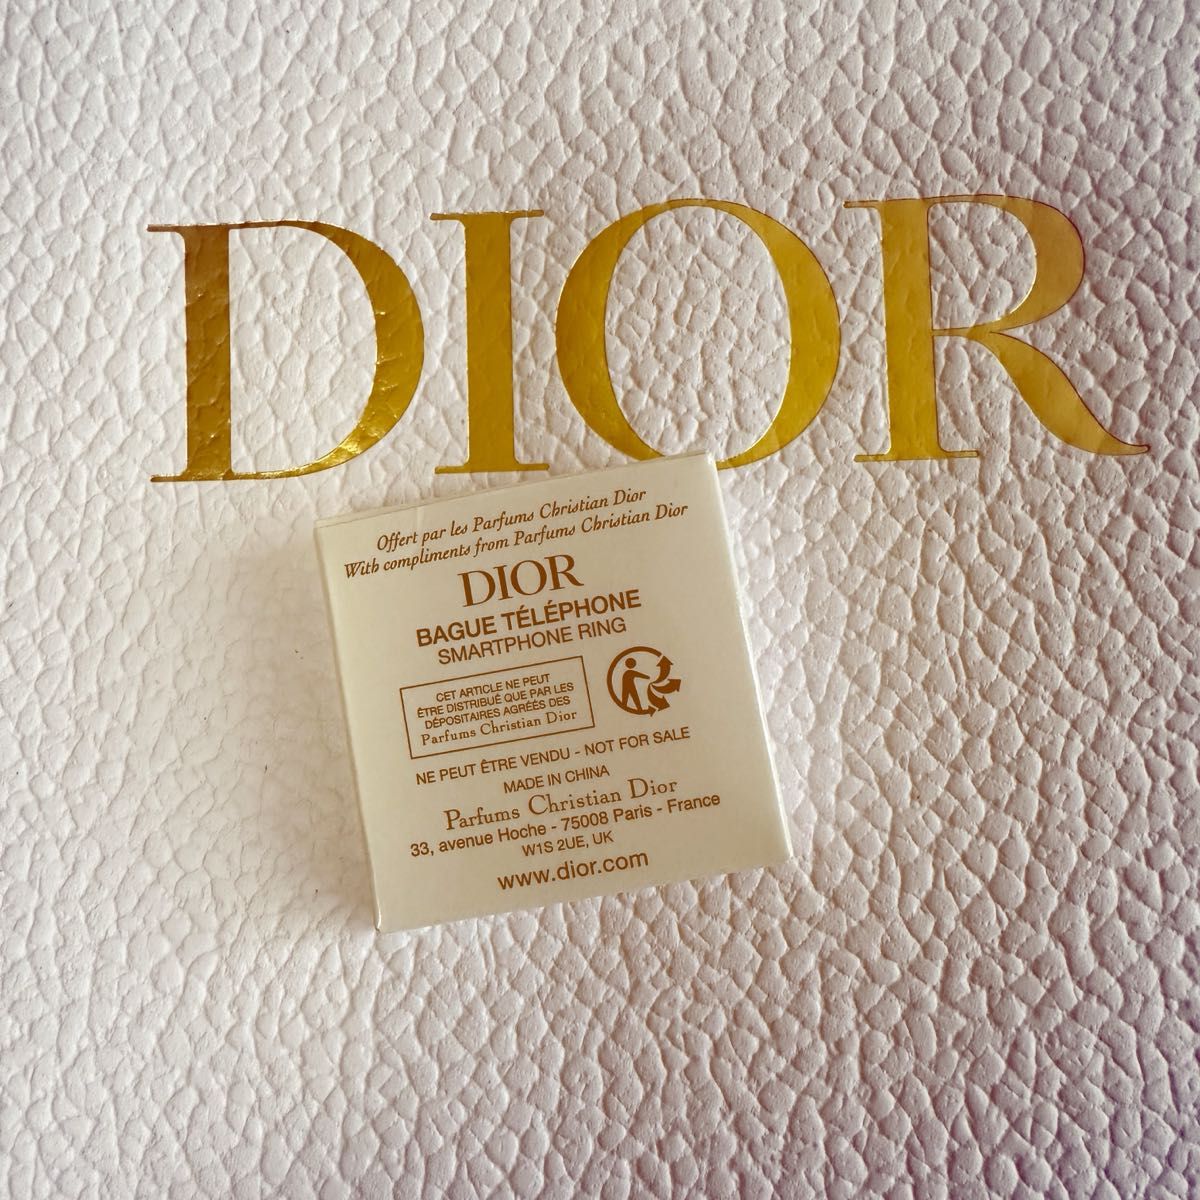 DIOR
Offert par les Parfums Christian Dior
With compliments from Parfums Christian Dior
DIOR
BAGUE TÉLÉPHONE
SMARTPHONE RING
CET ARTICLE NE PEUT
ÊTRE DISTRIBUÉ QUE PAR LES
DÉPOSITAIRES AGRÉÉS DES
Parfums Christian Dior
NE PEUT ÊTRE VENDU - NOT FOR SALE
MADE IN CHINA
Parfums Christian Dior
33, avenue Hoche - 75008 Paris - France
W1S 2UE, UK
www.dior.com